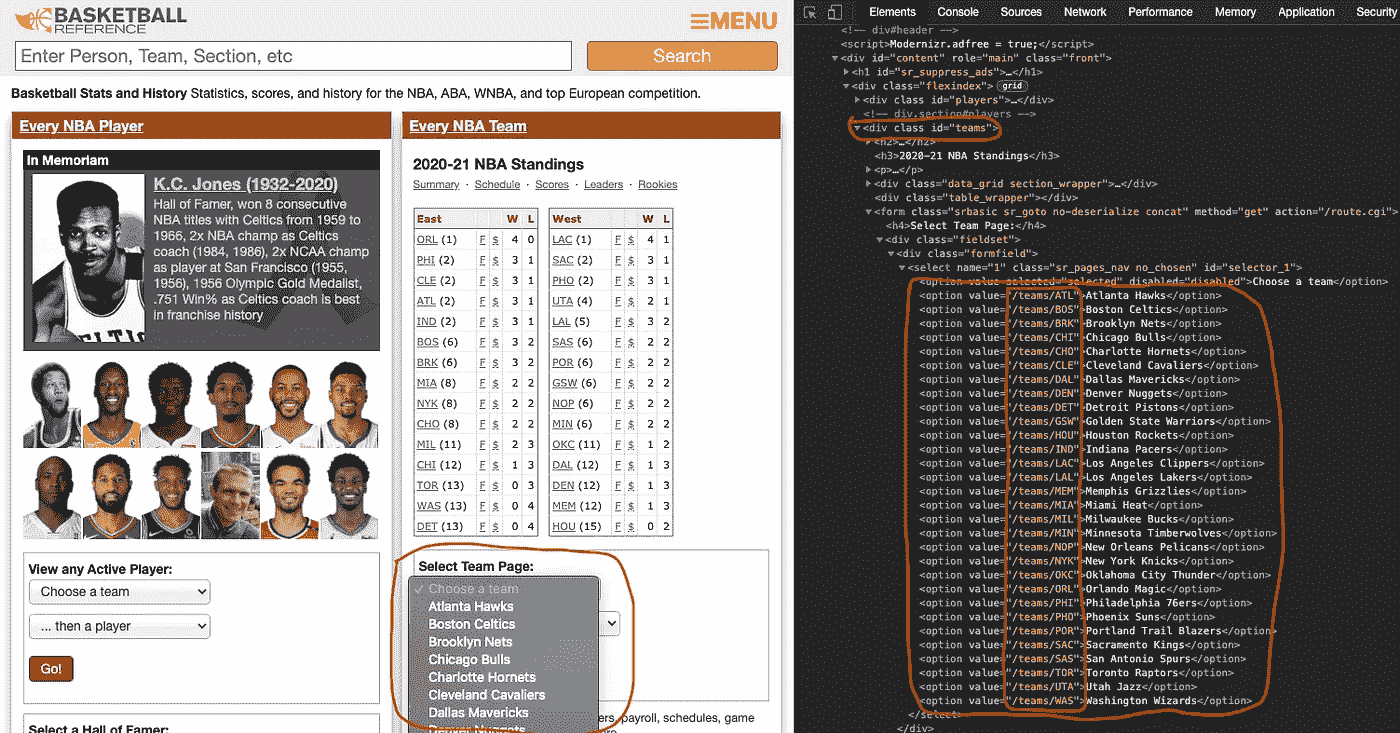 BASKETBALL
REFERENCE
MENU
Enter Person, Team, Section, etc
Search
Basketball Stats and History Statistics, scores, and history for the NBA, ABA, WNBA, and top European competition.
Every NBA Player
In Memoriam
K.C. Jones (1932-2020)
Hall of Famer, won 8 consecutive
NBA titles with Celtics from 1959 to
1966, 2x NBA champ as Celtics
coach (1984, 1986), 2x NCAA champ
as player at San Francisco (1955,
1956), 1956 Olympic Gold Medalist,
.751 Win% as Celtics coach is best
in franchise history
View any Active Player:
Choose a team
... then a player
Go!
Select a Hall of Famer:
Every NBA Team
2020-21 NBA Standings
Summary · Schedule · Scores · Leaders · Rookies
East W L West W L
ORL (1) F $ 4 0 LAC (1) F $ 4 1
PHI (2) F $ 3 1 SAC (2) F $ 3 1
CLE (2) F $ 3 1 PHO (2) F $ 3 1
ATL (2) F $ 3 1 UTA (4) F $ 2 1
IND (2) F $ 3 1 LAL (5) F $ 3 2
BOS (6) F $ 3 2 SAS (6) F $ 2 2
BRK (6) F $ 3 2 POR (6) F $ 2 2
MIA (8) F $ 2 2 GSW (6) F $ 2 2
NYK (8) F $ 2 2 NOP (6) F $ 2 2
CHO (8) F $ 2 2 MIN (6) F $ 2 2
MIL (11) F $ 2 3 OKC (11) F $ 1 2
CHI (12) F $ 1 3 DAL (12) F $ 1 3
TOR (13) F $ 0 3 DEN (12) F $ 1 3
WAS (13) F $ 0 4 MEM (12) F $ 1 3
DET (13) F $ 0 4 HOU (15) F $ 0 2
Select Team Page:
✓ Choose a team
Atlanta Hawks
Boston Celtics
Brooklyn Nets
Chicago Bulls
Charlotte Hornets
Cleveland Cavaliers
Dallas Mavericks
Denver Nuggets
ers, payroll, schedules, game
Elements Console Sources Network Performance Memory Application Security
<!-- div#header -->
<script>Modernizr.adfree = true;</script>
▼<div id="content" role="main" class="front">
▶<h1 id="sr_suppress_ads">…</h1>
▼<div class="flexindex"> grid
▶<div class id="players">…</div>
<!-- div.section#players -->
▼<div class id="teams">
▶<h2>…</h2>
<h3>2020-21 NBA Standings</h3>
▶<p>…</p>
▶<div class="data_grid section_wrapper">…</div>
<div class="table_wrapper"></div>
▼<form class="srbasic sr_goto no-deserialize concat" method="get" action="/route.cgi">
<h4>Select Team Page:</h4>
▼<div class="fieldset">
▼<div class="formfield">
▼<select name="1" class="sr_pages_nav no_chosen" id="selector_1">
<option value selected="selected" disabled="disabled">Choose a team</option>
<option value="/teams/ATL">Atlanta Hawks</option>
<option value="/teams/BOS">Boston Celtics</option>
<option value="/teams/BRK">Brooklyn Nets</option>
<option value="/teams/CHI">Chicago Bulls</option>
<option value="/teams/CHO">Charlotte Hornets</option>
<option value="/teams/CLE">Cleveland Cavaliers</option>
<option value="/teams/DAL">Dallas Mavericks</option>
<option value="/teams/DEN">Denver Nuggets</option>
<option value="/teams/DET">Detroit Pistons</option>
<option value="/teams/GSW">Golden State Warriors</option>
<option value="/teams/HOU">Houston Rockets</option>
<option value="/teams/IND">Indiana Pacers</option>
<option value="/teams/LAC">Los Angeles Clippers</option>
<option value="/teams/LAL">Los Angeles Lakers</option>
<option value="/teams/MEM">Memphis Grizzlies</option>
<option value="/teams/MIA">Miami Heat</option>
<option value="/teams/MIL">Milwaukee Bucks</option>
<option value="/teams/MIN">Minnesota Timberwolves</option>
<option value="/teams/NOP">New Orleans Pelicans</option>
<option value="/teams/NYK">New York Knicks</option>
<option value="/teams/OKC">Oklahoma City Thunder</option>
<option value="/teams/ORL">Orlando Magic</option>
<option value="/teams/PHI">Philadelphia 76ers</option>
<option value="/teams/PHO">Phoenix Suns</option>
<option value="/teams/POR">Portland Trail Blazers</option>
<option value="/teams/SAC">Sacramento Kings</option>
<option value="/teams/SAS">San Antonio Spurs</option>
<option value="/teams/TOR">Toronto Raptors</option>
<option value="/teams/UTA">Utah Jazz</option>
<option value="/teams/WAS">Washington Wizards</option>
</select>
</div>